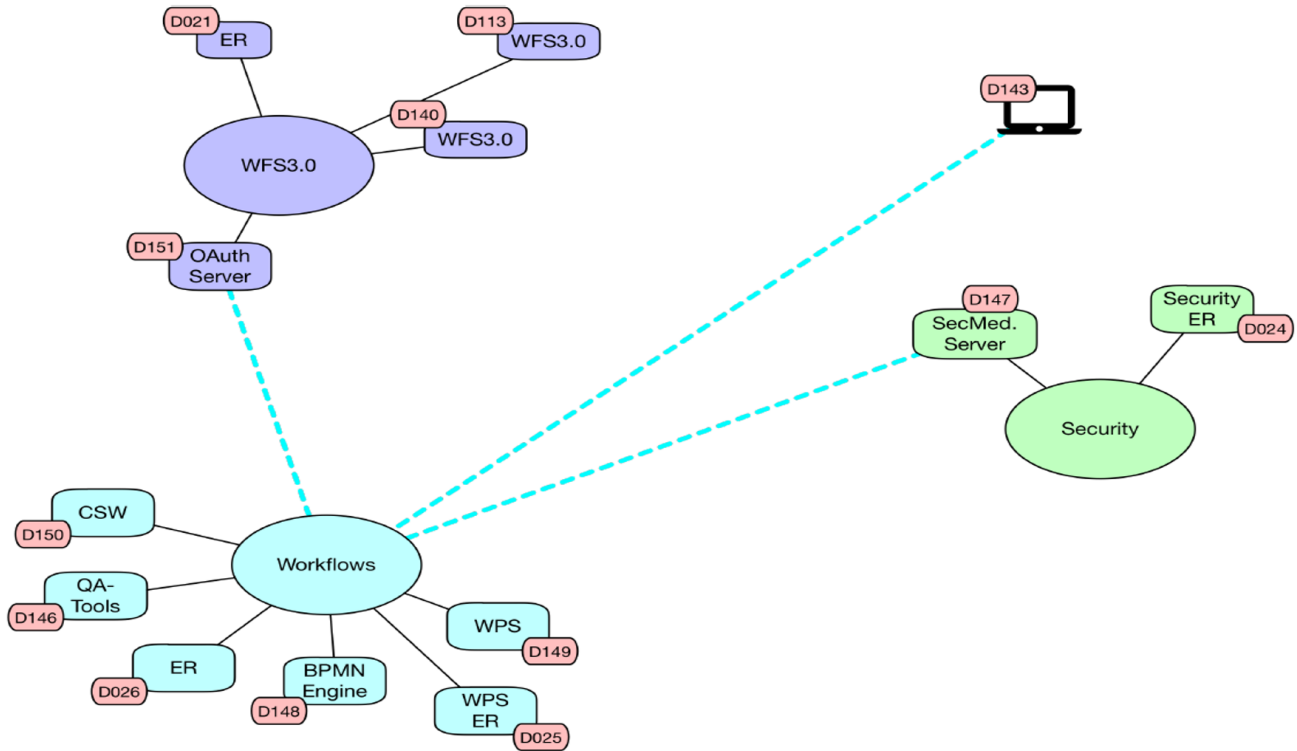 D021
ER
D113
WFS3.0
D140
WFS3.0
WFS3.0
D151
OAuth
Server
D143
D147
SecMed.
Server
Security
ER
D024
Security
CSW
D150
QA-
Tools
D146
Workflows
ER
D026
BPMN
Engine
D148
WPS
D149
WPS
ER
D025